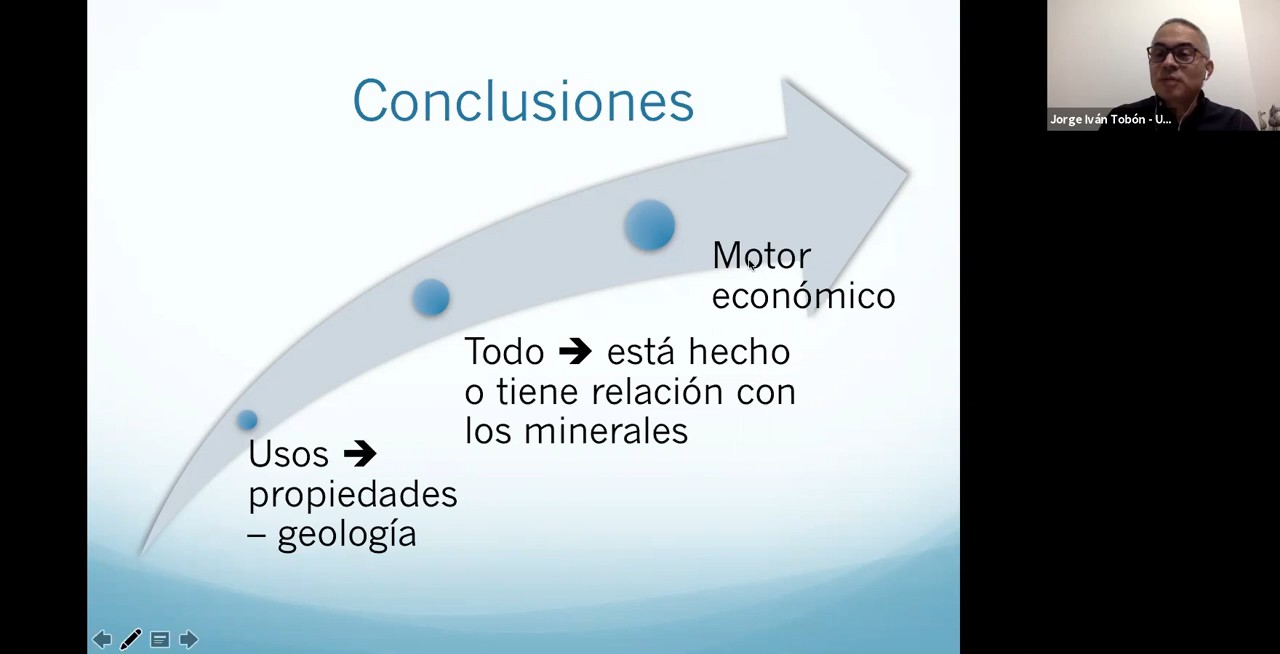 Conclusiones
Jorge Iván Tobón - U...
Motor
económico
Todo ➔ está hecho
o tiene relación con
los minerales
Usos ➔
propiedades
– geología